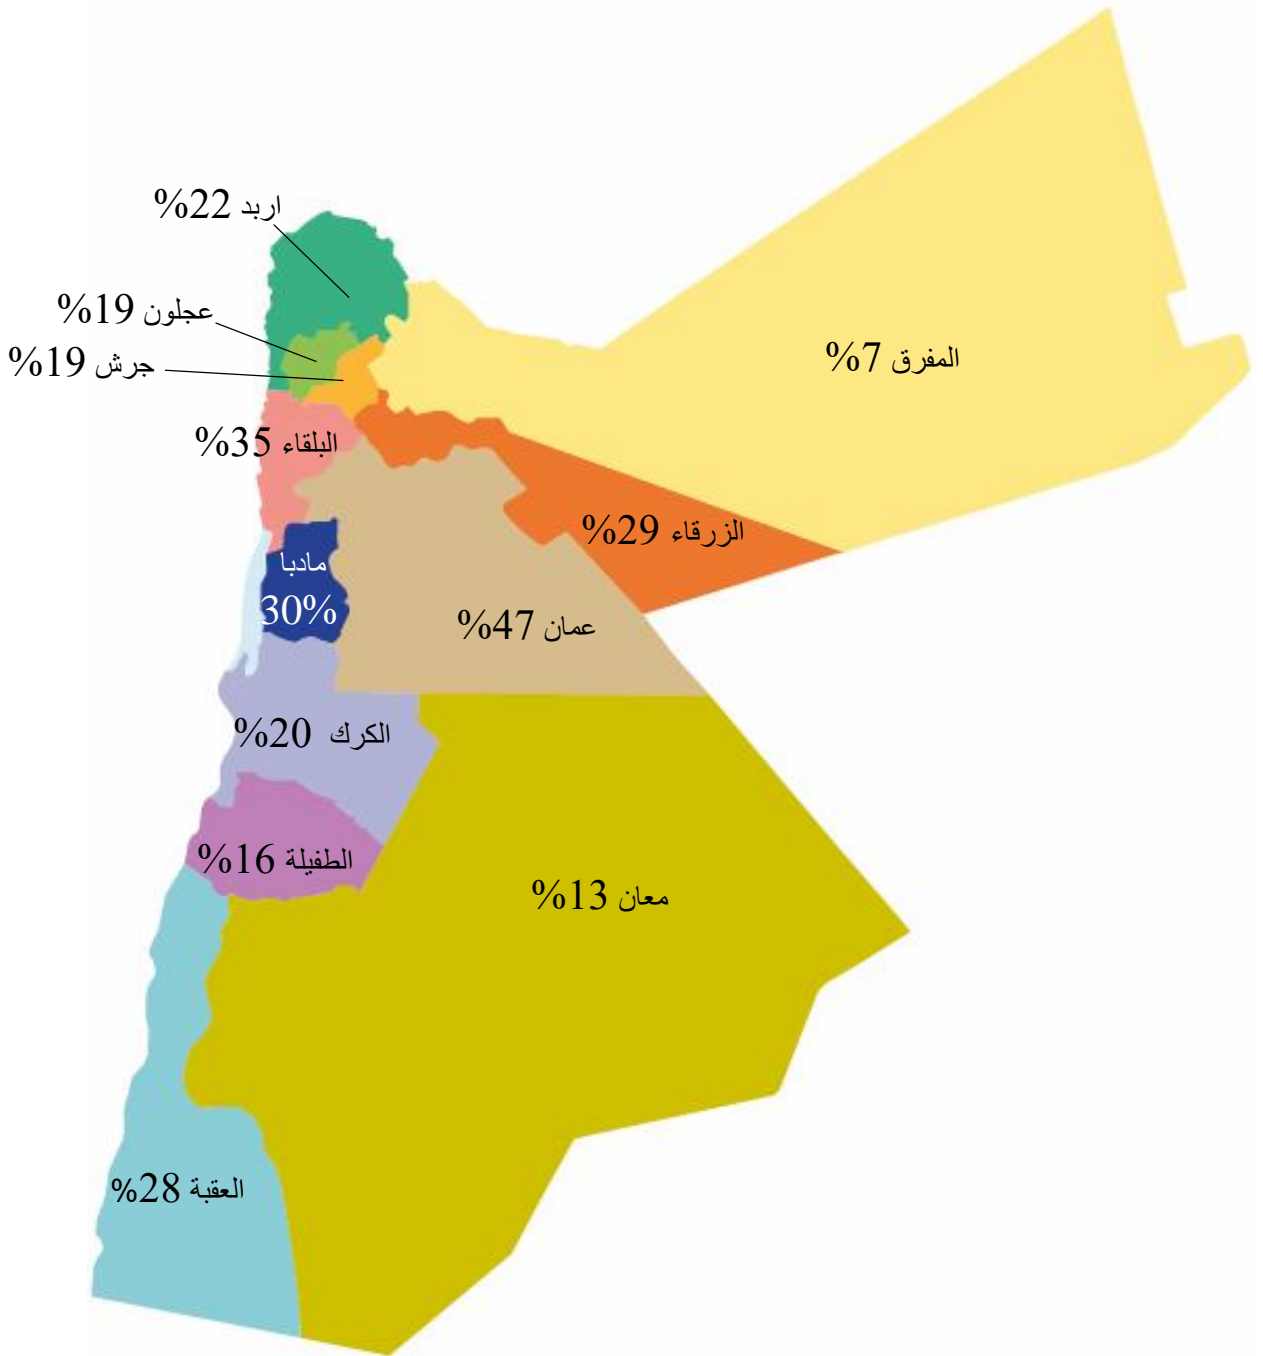 اربد 22%
عجلون 19%
جرش 19%
المفرق 7%
البلقاء 35%
الزرقاء 29%
مادبا
30%
عمان 47%
الكرك 20%
الطفيلة 16%
معان 13%
العقبة 28%